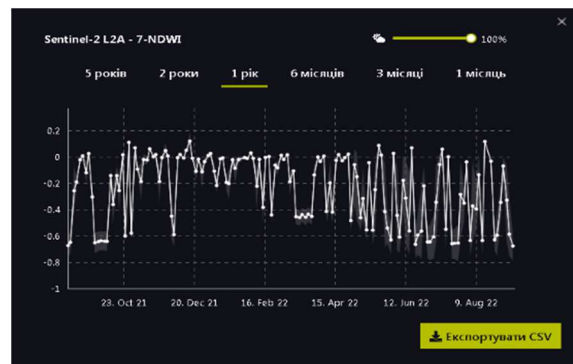 ×
Sentinel-2 L2A - 7-NDWI
100%
5 років 2 роки 1 рік 6 місяців 3 місяці 1 місяць
0.2
0
-0.2
-0.4
-0.6
-0.8
-1
23. Oct 21 20. Dec 21 16. Feb 22 15. Apr 22 12. Jun 22 9. Aug 22
Експортувати CSV